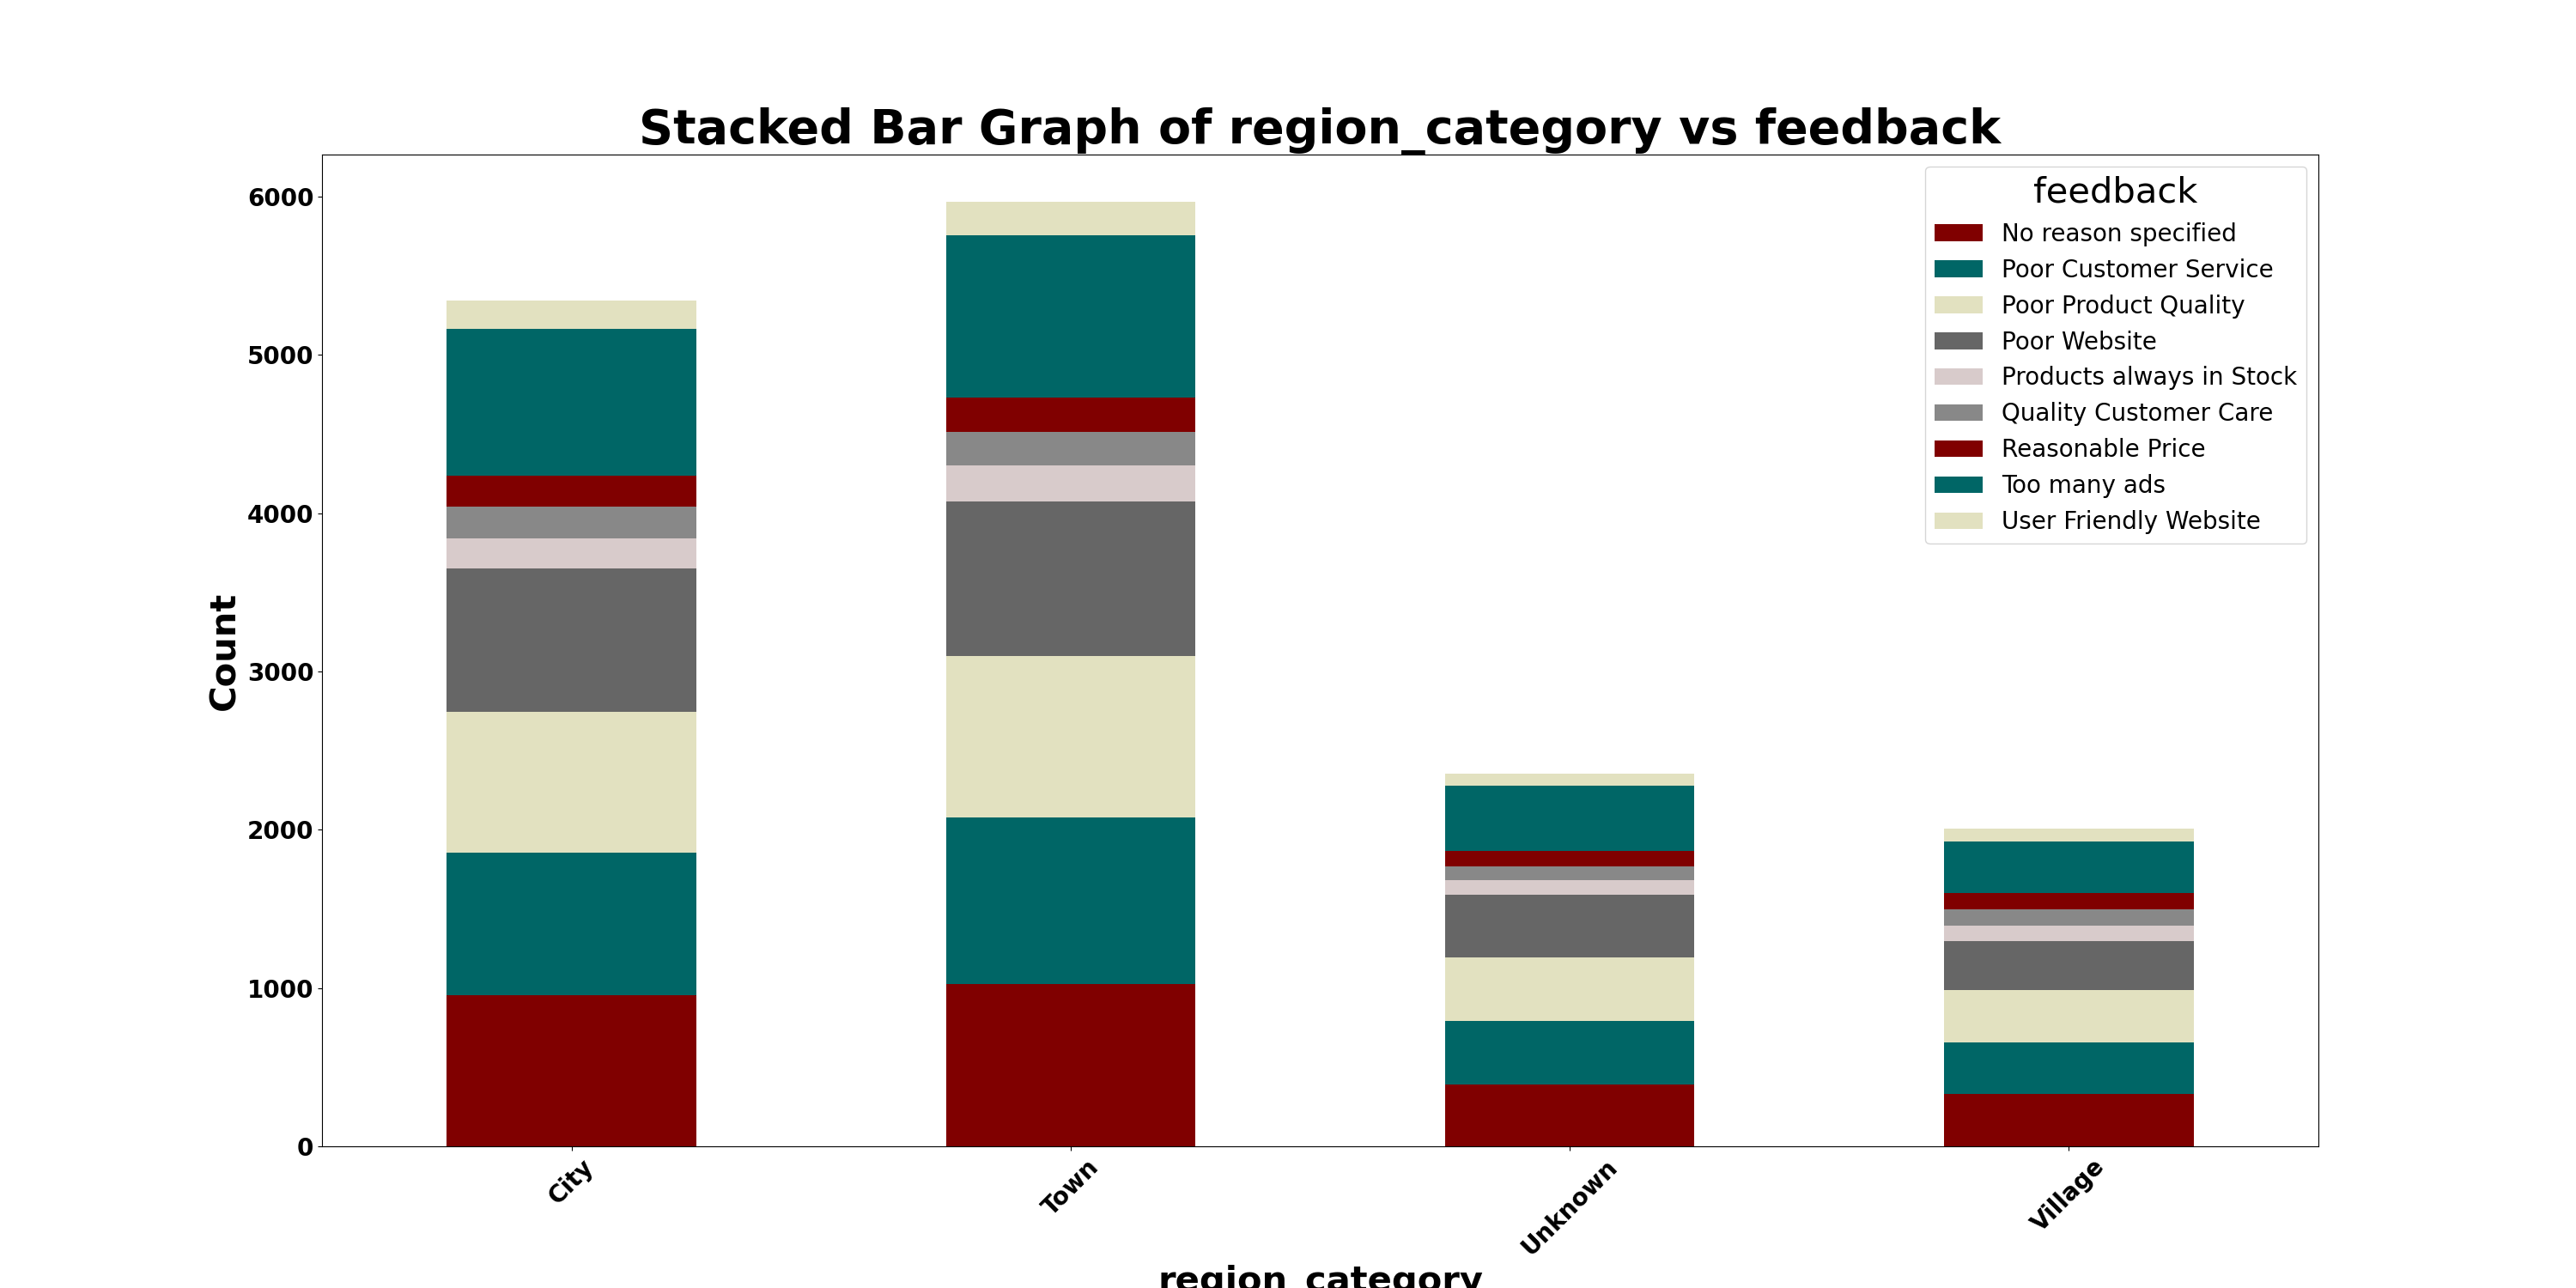 Stacked Bar Graph of region_category vs feedback
feedback
No reason specified
Poor Customer Service
Poor Product Quality
Poor Website
Products always in Stock
Quality Customer Care
Reasonable Price
Too many ads
User Friendly Website
6000
5000
4000
3000
2000
1000
0
Count
City
Town
Unknown
Village
region_category